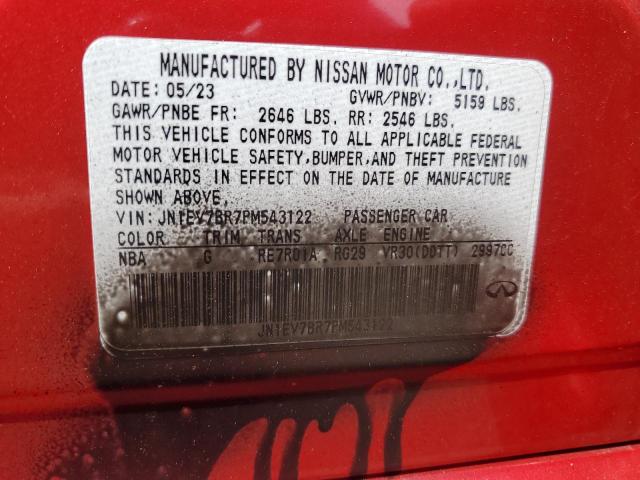 MANUFACTURED BY NISSAN MOTOR CO.,LTD.
DATE: 05/23 GVWR/PNBV: 5159 LBS.
GAWR/PNBE FR: 2646 LBS. RR: 2546 LBS.
THIS VEHICLE CONFORMS TO ALL APPLICABLE FEDERAL
MOTOR VEHICLE SAFETY,BUMPER,AND THEFT PREVENTION
STANDARDS IN EFFECT ON THE DATE OF MANUFACTURE
SHOWN ABOVE.
VIN: JN1EV7BR7PM543122 PASSENGER CAR
COLOR TRIM TRANS AXLE ENGINE
NBA G RE7R01A RG29 VR30(DDTT) 2997CC
JN1EV7BR7PM543122